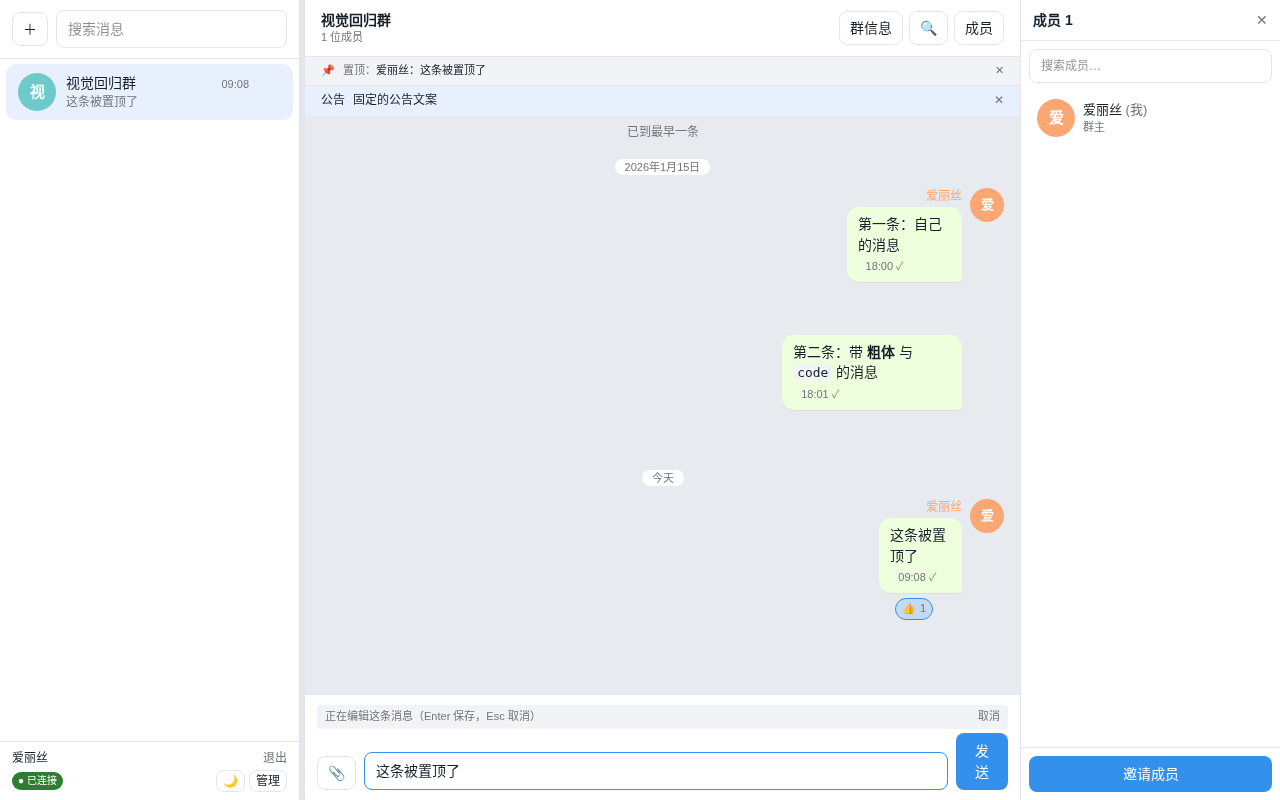 ＋
搜索消息
视
视觉回归群
09:08
这条被置顶了
爱丽丝
退出
● 已连接
🌙
管理
视觉回归群
1 位成员
群信息
🔍
成员
📌 置顶：爱丽丝：这条被置顶了 ✕
公告 固定的公告文案 ✕
已到最早一条
2026年1月15日
爱丽丝
爱
第一条：自己
的消息
18:00 ✓
第二条：带 粗体 与
code 的消息
18:01 ✓
今天
爱丽丝
爱
这条被置
顶了
09:08 ✓
👍 1
正在编辑这条消息（Enter 保存，Esc 取消） 取消
📎
这条被置顶了
发
送
成员 1 ✕
搜索成员…
爱
爱丽丝 (我)
群主
邀请成员